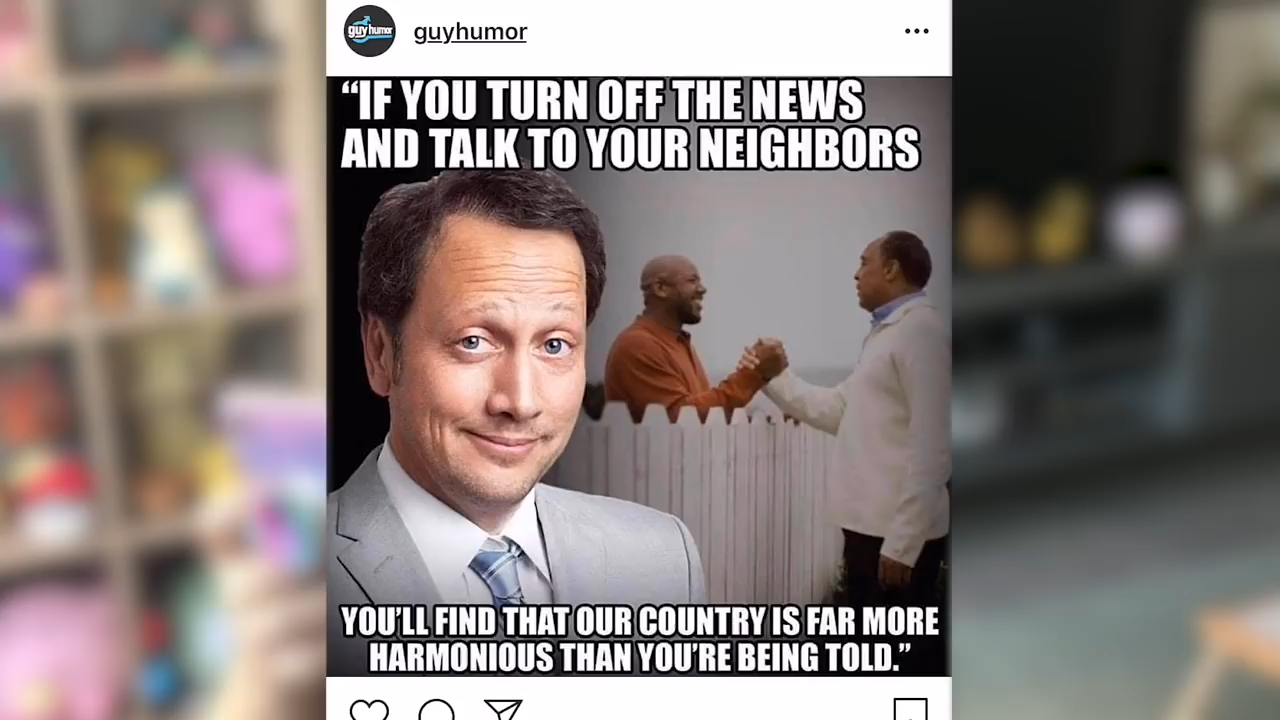 guyhumor
guyhumor
“IF YOU TURN OFF THE NEWS
AND TALK TO YOUR NEIGHBORS
YOU’LL FIND THAT OUR COUNTRY IS FAR MORE
HARMONIOUS THAN YOU’RE BEING TOLD.”